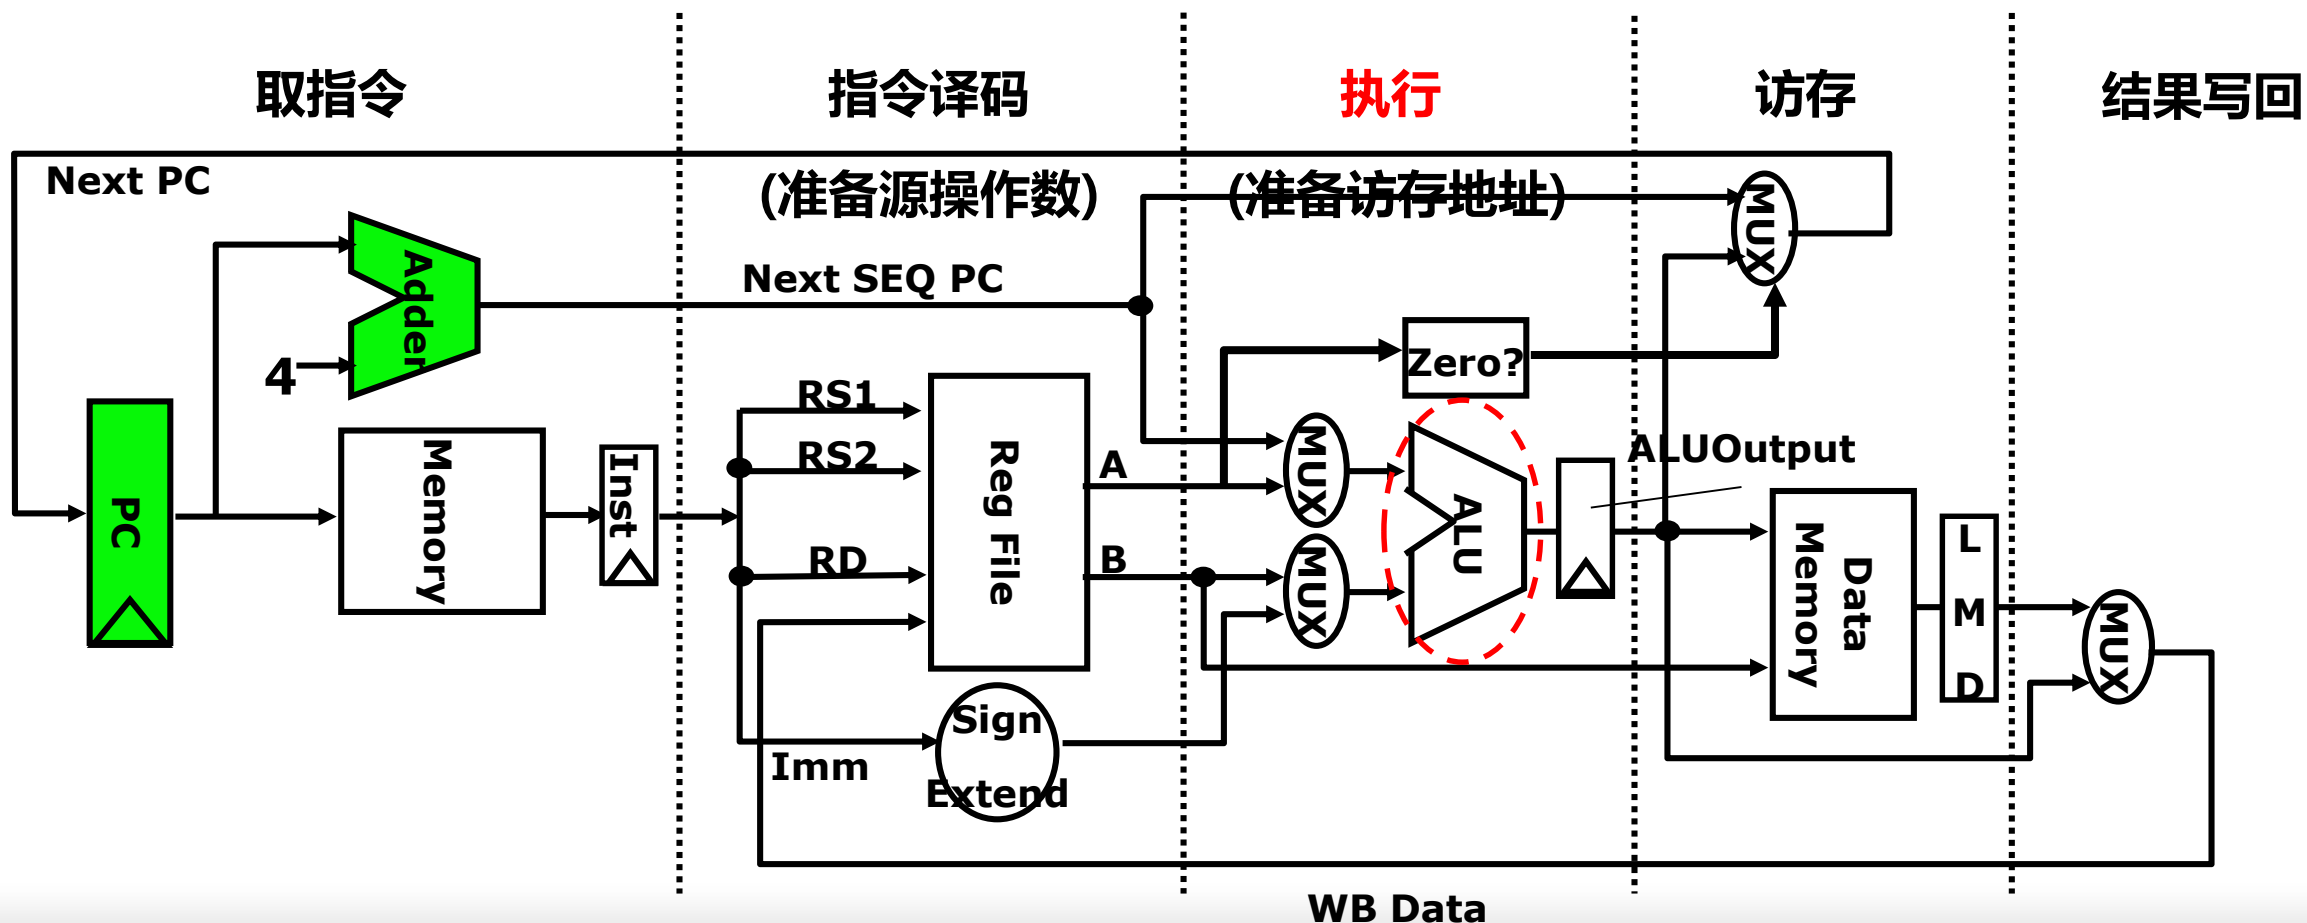 取指令
指令译码
执行
访存
结果写回
Next PC
(准备源操作数)
(准备访存地址)
MUX
Adder
Next SEQ PC
4
Zero?
RS1
PC
Memory
Inst
RS2
Reg File
A
MUX
ALU
ALUOutput
RD
B
MUX
Data
Memory
L
M
D
MUX
Sign
Extend
Imm
WB Data